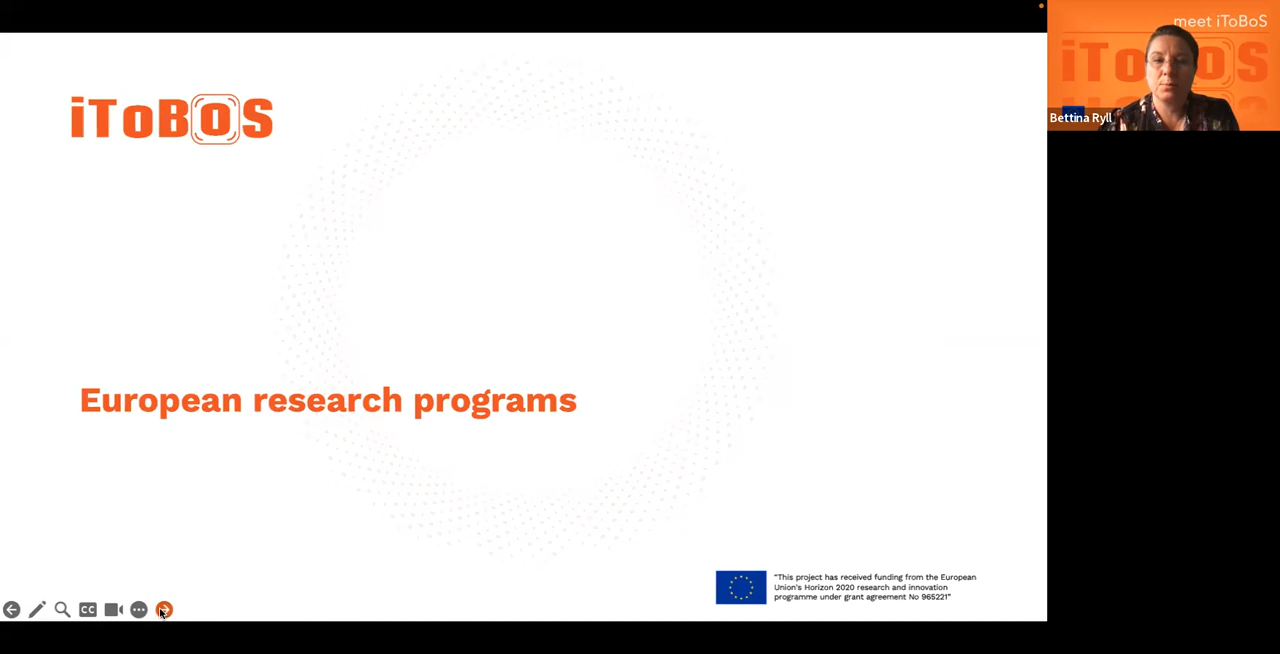 meet iToBoS
iToBoS
Bettina Ryll
iToBoS
European research programs
"This project has received funding from the European
Union's Horizon 2020 research and innovation
programme under grant agreement No 965221"
CC